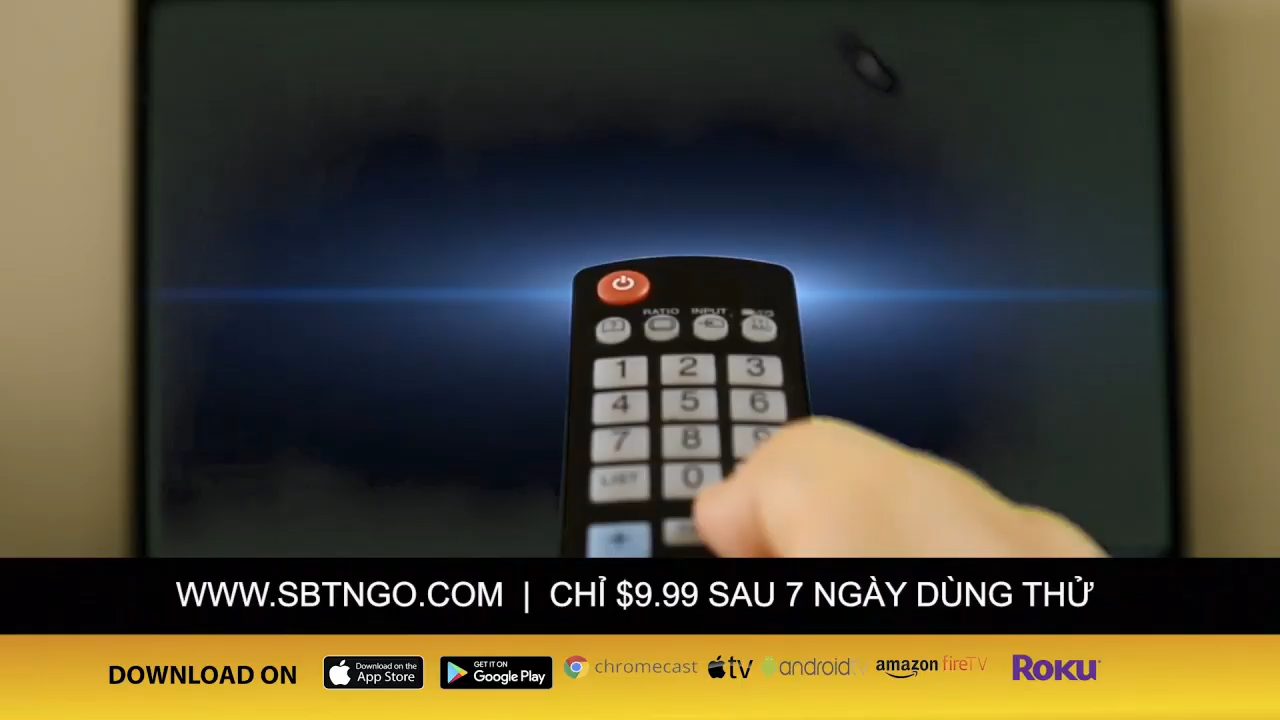 RATIO INPUT
1 2 3
4 5 6
7 8 9
LIST 0
WWW.SBTNGO.COM | CHỈ $9.99 SAU 7 NGÀY DÙNG THỬ
DOWNLOAD ON
Download on the
App Store
GET IT ON
Google Play
chromecast
tv
androidtv
amazon fireTV
ROKU